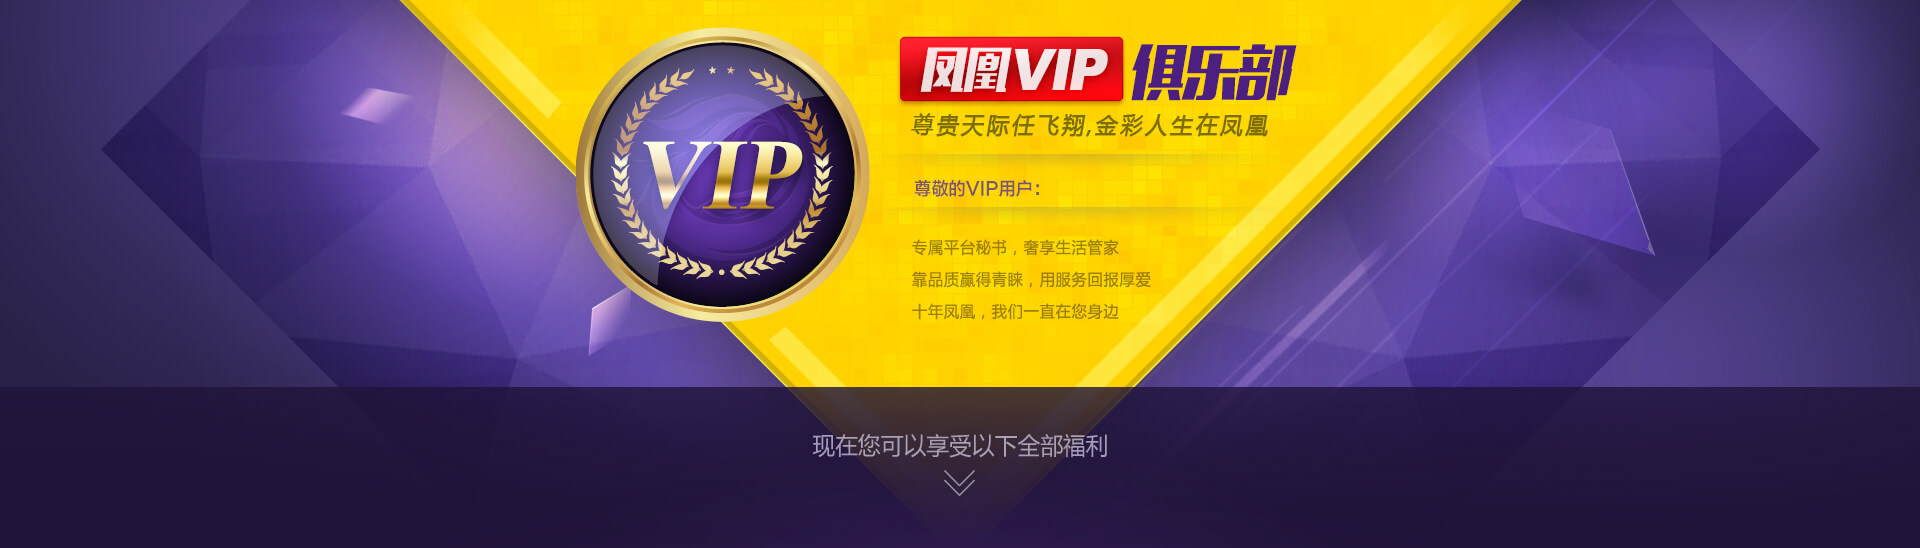 VIP
凤凰VIP俱乐部
尊贵天际任飞翔,金彩人生在凤凰
尊敬的VIP用户：
专属平台秘书，奢享生活管家
靠品质赢得青睐，用服务回报厚爱
十年凤凰，我们一直在您身边
现在您可以享受以下全部福利